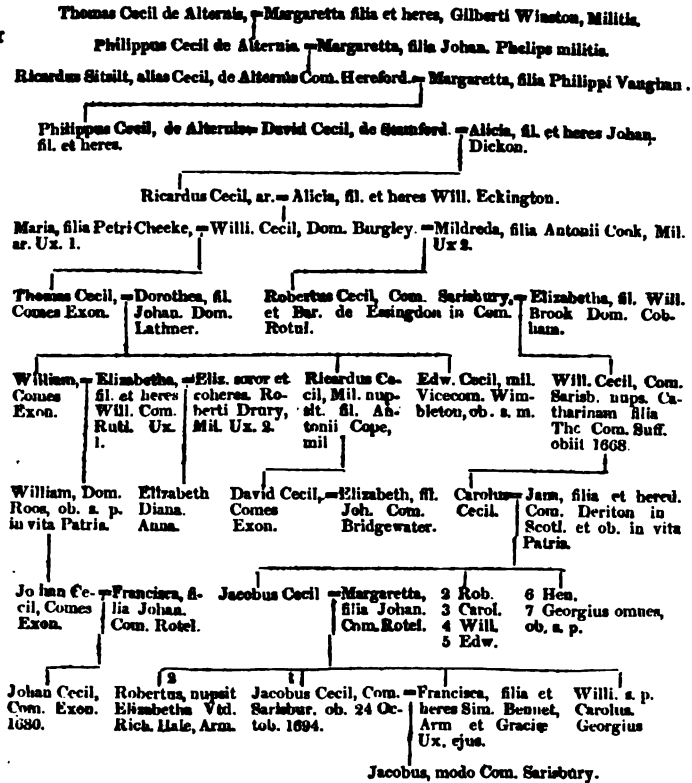 r
Thomas Cecil de Alternis, Margaretta filia et heres, Gilberti Winston, Militis.
Philippus Cecil de Alternia Margaretta, filia Johan. Phelips militis.
Ricardus Sitsilt, alias Cecil, de Alternis Com. Hereford. Margaretta, filia Philippi Vaughan.
Philippus Cecil, de Alternis David Cecil, de Stamford. Alicia, fil. et heres Johan.
fil. et heres. Dickon.
Ricardus Cecil, ar. Alicia, fil. et heres Will. Eckington.
Maria, filia Petri Cheeke, Willi. Cecil, Dom. Burgley. Mildreda, filia Antonii Cook, Mil.
ar. Ux. 1. Ux 2.
Thomas Cecil, Dorothea, fil. Robertus Cecil, Com. Sarisbury, Elizabetha, fil. Will.
Comes Exon. Johan. Dom. et Bar. de Essingdon in Com. Brook Dom. Cob-
Lathmer. Rotul. ham.
William, Elizabetha, Eliz. soror et Ricardus Ce- Edw. Cecil, mil. Will. Cecil, Com.
Comes fil. et heres coheres. Ro- cil, Mil. nup- Vicecom. Wim- Sarisb. nups. Ca-
Exon. Will. Com. berti Drury, sit. fil. An- bleton, ob. s. m. tharinam filia
Rutl. Ux. Mil. Ux. 2. tonii Cope, The Com. Suff.
1. mil obiit 1668.
William, Dom. Elizabeth David Cecil, Elizabeth, fil. Carolus Jana, filia et hered.
Roos, ob. s. p. Diana. Comes Joh. Com. Cecil. Com. Deriton in
in vita Patria. Anna. Exon. Bridgewater. Scotl. et ob. in vita
Patria.
Johan Ce- Francisca, fi- Jacobus Cecil Margaretta, 2 Rob. 6 Hen.
cil, Comes lia Johan. filia Johan. 3 Carol. 7 Georgius omnes,
Exon. Com. Rotel. Com. Rotel. 4 Will. ob. s. p.
5 Edw.
2 1
Johan Cecil, Robertus, nupsit Jacobus Cecil, Com. Francisca, filia et Willi. s. p.
Com. Exon. Elizabetha Vid. Sarisbur. ob. 24 Oc- heres Sim. Bennet, Carolus.
1680. Rich. Hale, Arm. tob. 1694. Arm et Graciæ Georgius
Ux. ejus.
Jacobus, modo Com. Sarisbury.